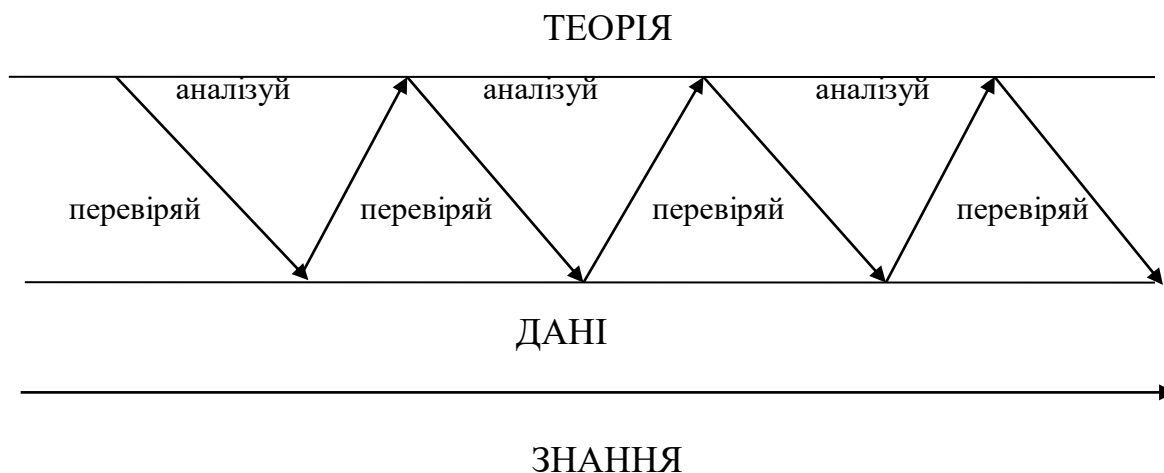 ТЕОРІЯ
аналізуй аналізуй аналізуй
перевіряй перевіряй перевіряй перевіряй
ДАНІ
ЗНАННЯ